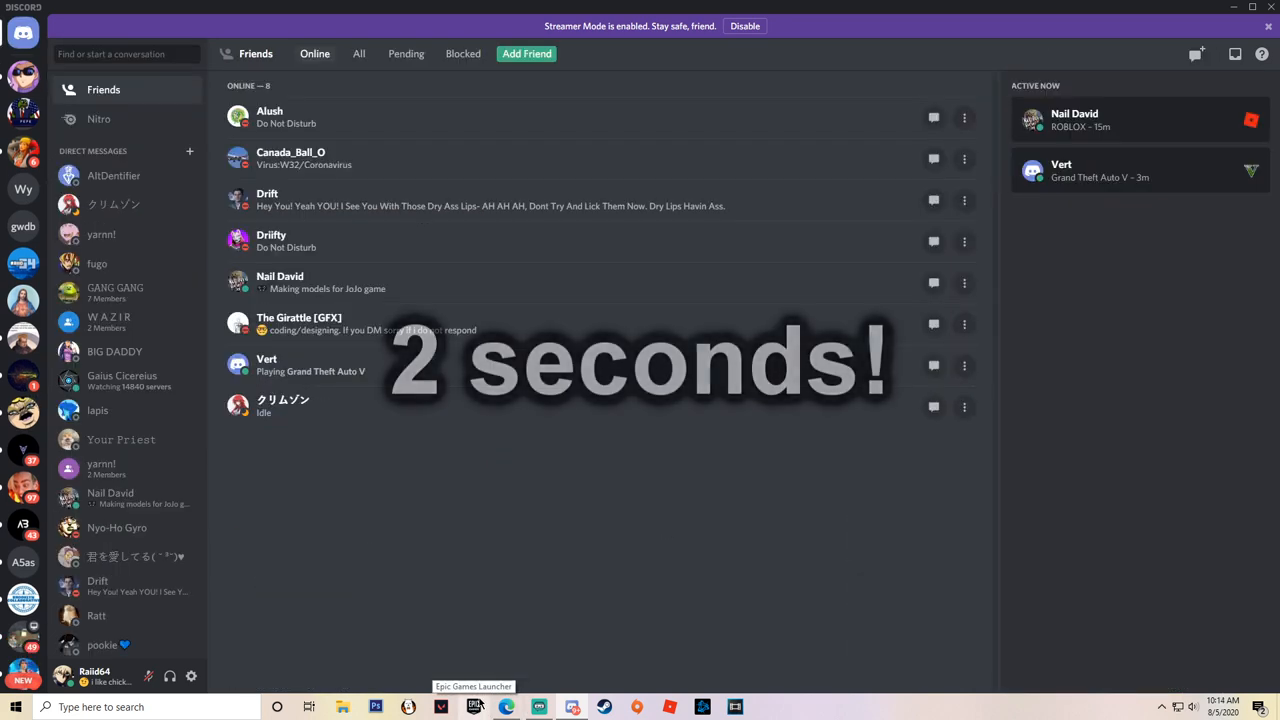 DISCORD
Streamer Mode is enabled. Stay safe, friend. Disable
Find or start a conversation
Friends Online All Pending Blocked Add Friend
Friends
Nitro
DIRECT MESSAGES
AltDentifier
クリムゾン
yarnn!
fugo
GANG GANG
7 Members
W A Z I R
2 Members
BIG DADDY
Gaius Cicereius
Watching 14840 servers
lapis
Your Priest
yarnn!
2 Members
Nail David
Making models for JoJo g...
Nyo-Ho Gyro
君を愛してる( ˘ ³˘)♥
Drift
Hey You! Yeah YOU! I See Y...
Ratt
pookie 💙
Raiid64
i like chick...
Wy
gwdb
A5as
6
1
37
97
43
49
NEW
ONLINE — 8
Alush
Do Not Disturb
Canada_Ball_O
Virus:W32/Coronavirus
Drift
Hey You! Yeah YOU! I See You With Those Dry Ass Lips- AH AH AH, Dont Try And Lick Them Now. Dry Lips Havin Ass.
Driifty
Do Not Disturb
Nail David
Making models for JoJo game
The Girattle [GFX]
coding/designing. If you DM sorry if i do not respond
Vert
Playing Grand Theft Auto V
クリムゾン
Idle
2 seconds!
ACTIVE NOW
Nail David
ROBLOX - 15m
Vert
Grand Theft Auto V - 3m
Epic Games Launcher
Type here to search
10:14 AM
8/5/2020
2